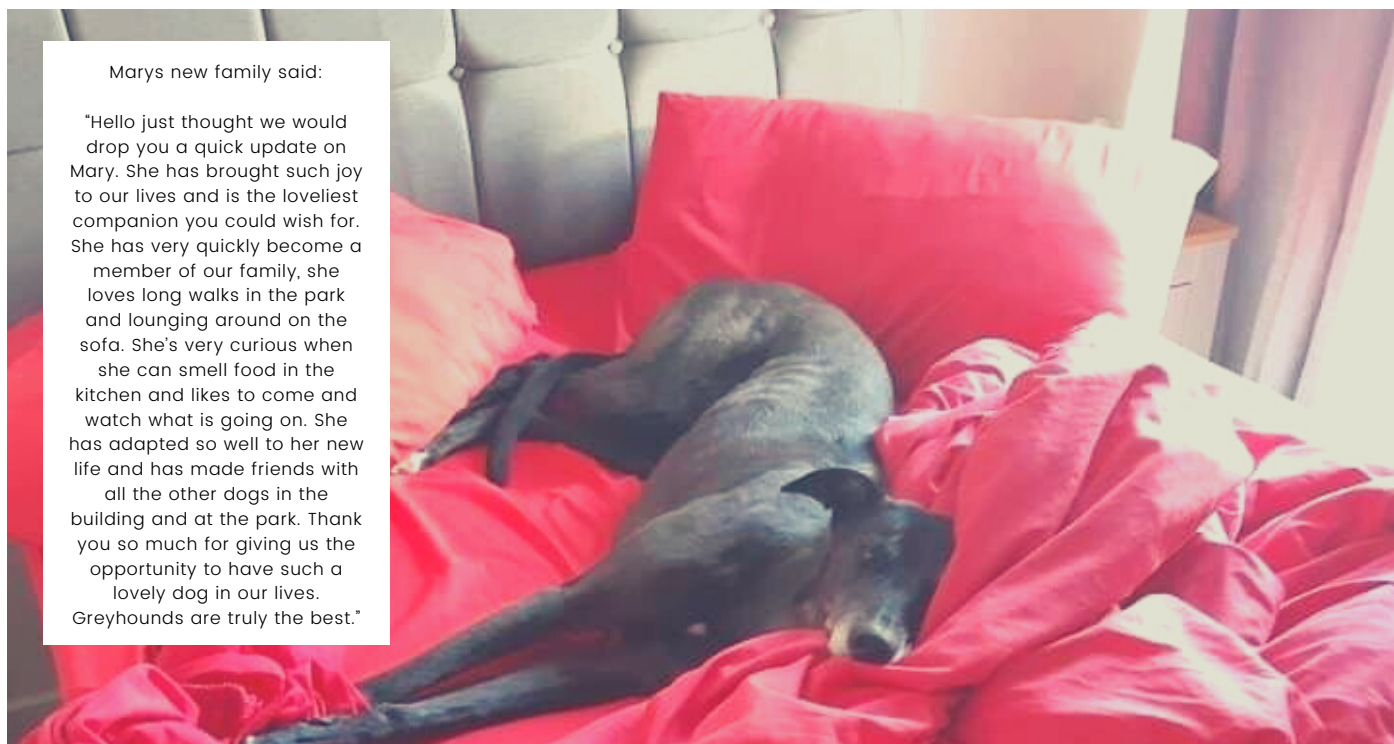 Marys new family said:
"Hello just thought we would
drop you a quick update on
Mary. She has brought such joy
to our lives and is the loveliest
companion you could wish for.
She has very quickly become a
member of our family, she
loves long walks in the park
and lounging around on the
sofa. She's very curious when
she can smell food in the
kitchen and likes to come and
watch what is going on. She
has adapted so well to her new
life and has made friends with
all the other dogs in the
building and at the park. Thank
you so much for giving us the
opportunity to have such a
lovely dog in our lives.
Greyhounds are truly the best."